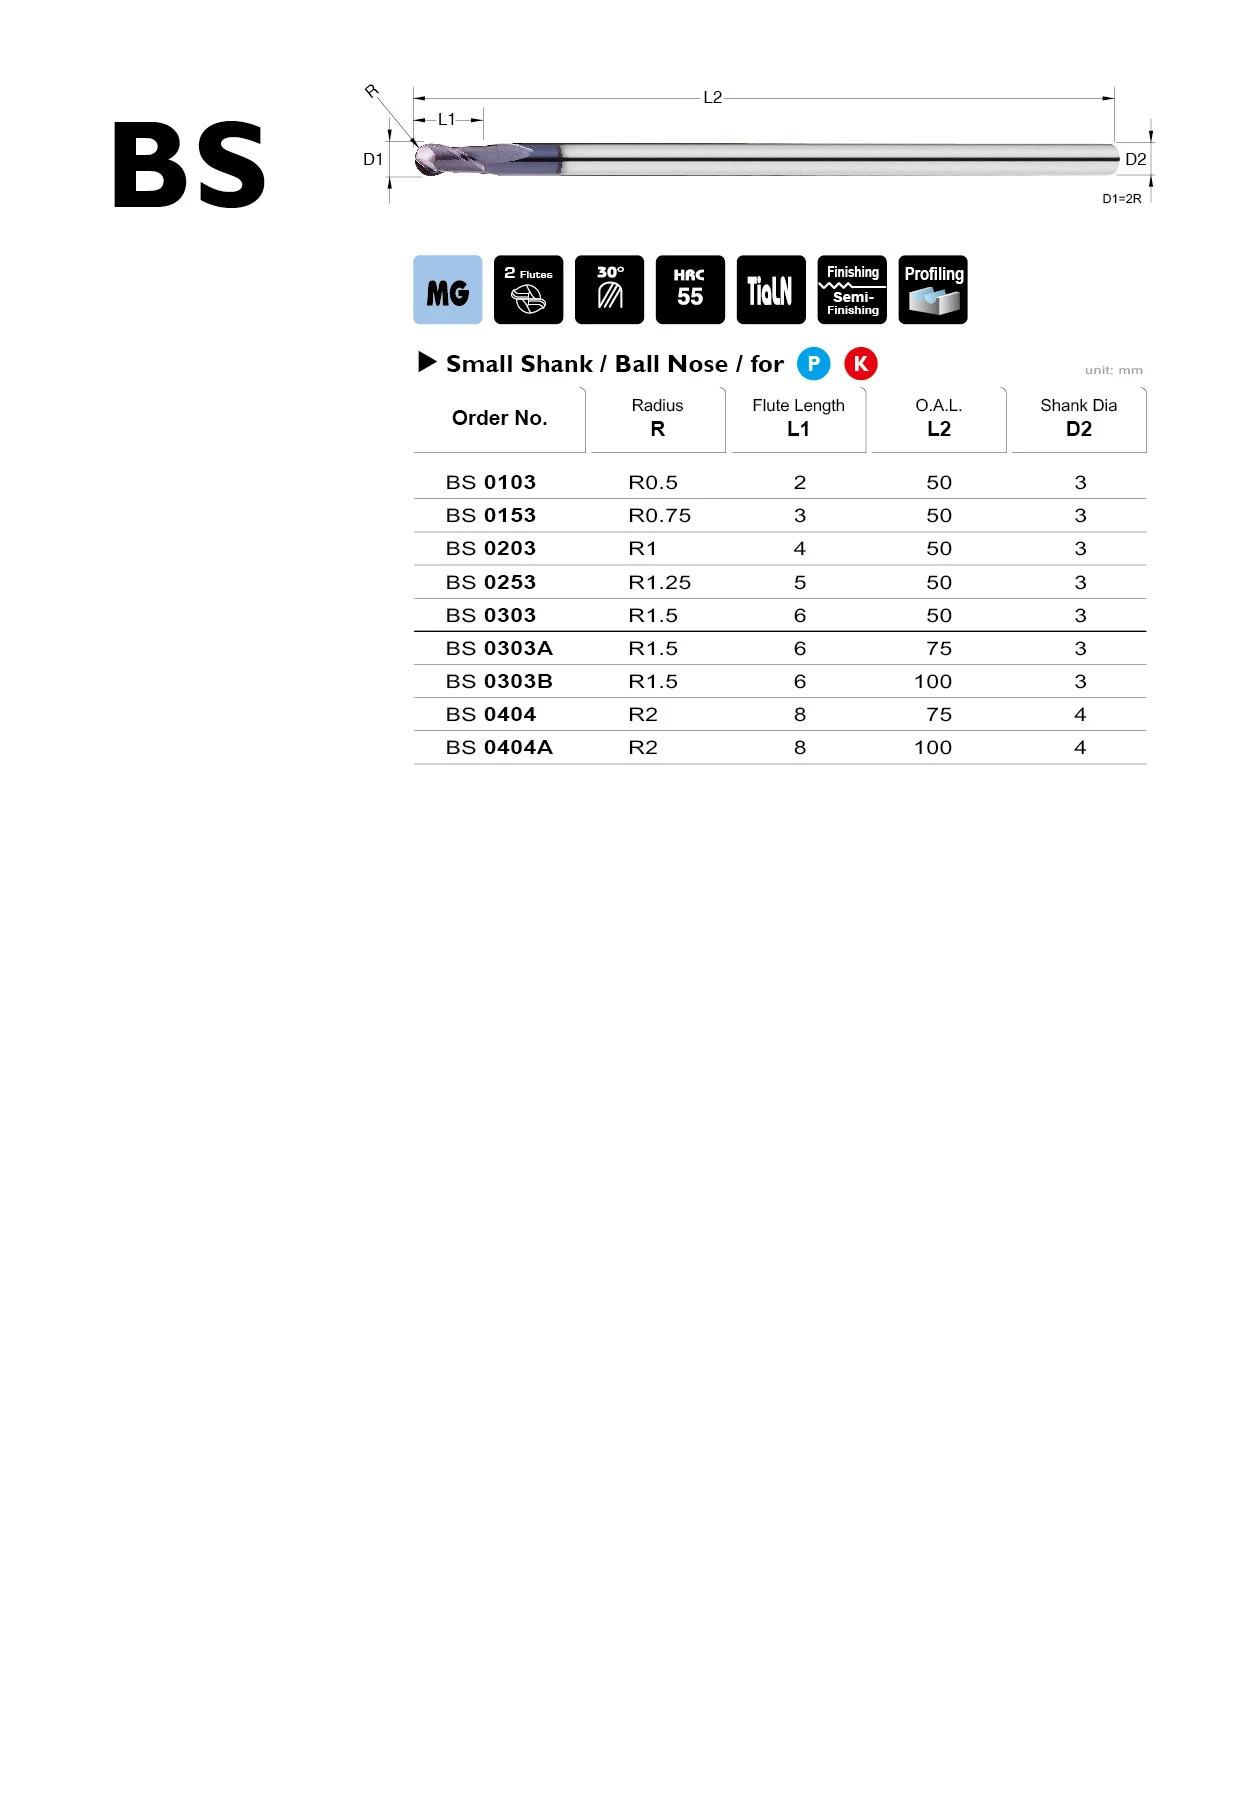 BS
R
L2
L1
D1
D2
D1=2R
MG
2 Flutes
30°
HRC
55
TiaLN
Finishing
Semi-
Finishing
Profiling
Small Shank / Ball Nose / for P K
unit: mm
Order No. Radius R Flute Length L1 O.A.L. L2 Shank Dia D2
BS 0103 R0.5 2 50 3
BS 0153 R0.75 3 50 3
BS 0203 R1 4 50 3
BS 0253 R1.25 5 50 3
BS 0303 R1.5 6 50 3
BS 0303A R1.5 6 75 3
BS 0303B R1.5 6 100 3
BS 0404 R2 8 75 4
BS 0404A R2 8 100 4